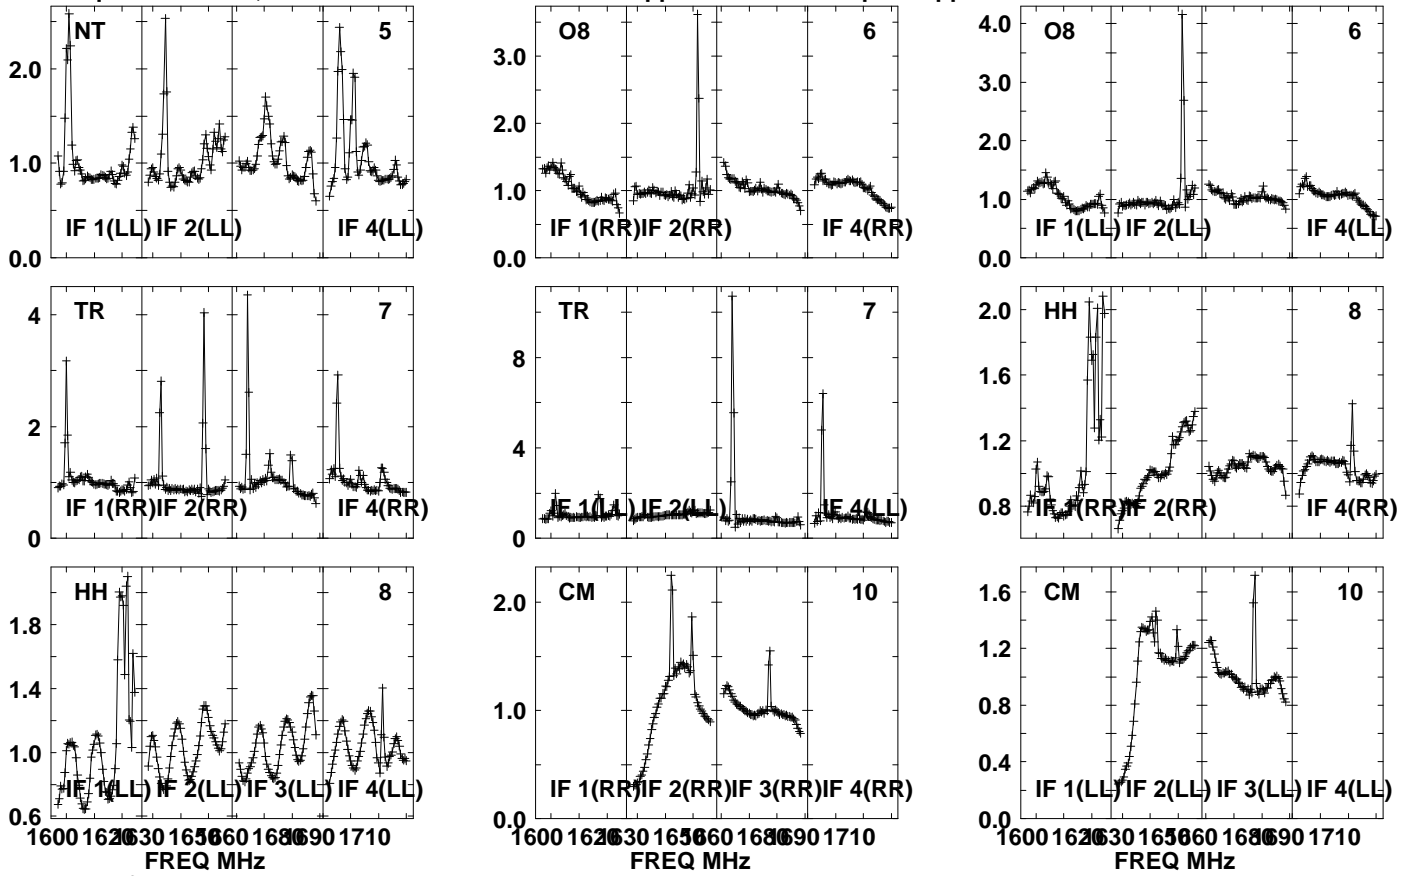 NT 5 O8 6 O8 6
2.0 3.0 4.0
3.0
2.0
1.0 1.0 2.0
1.0
IF 1(LL) IF 2(LL) IF 4(LL) IF 1(RR) IF 2(RR) IF 4(RR) IF 1(LL) IF 2(LL) IF 4(LL)
0.0 0.0 0.0
TR 7 TR 7 HH 8
4 8 2.0
1.6
2 4 1.2
0.8
IF 1(RR) IF 2(RR) IF 4(RR) IF 1(LL) IF 2(LL) IF 4(LL) IF 1(RR) IF 2(RR) IF 4(RR)
0 0
HH 8 CM 10 CM 10
1.8 2.0 1.6
1.4 1.2
1.0 1.0 0.8
0.4
IF 1(LL) IF 2(LL) IF 3(LL) IF 4(LL) IF 1(RR) IF 2(RR) IF 3(RR) IF 4(RR) IF 1(LL) IF 2(LL) IF 3(LL) IF 4(LL)
0.6 0.0 0.0
1600 1620 1630 1650 1660 1680 1690 1710 1600 1620 1630 1650 1660 1680 1690 1710 1600 1620 1630 1650 1660 1680 1690 1710
FREQ MHz FREQ MHz FREQ MHz